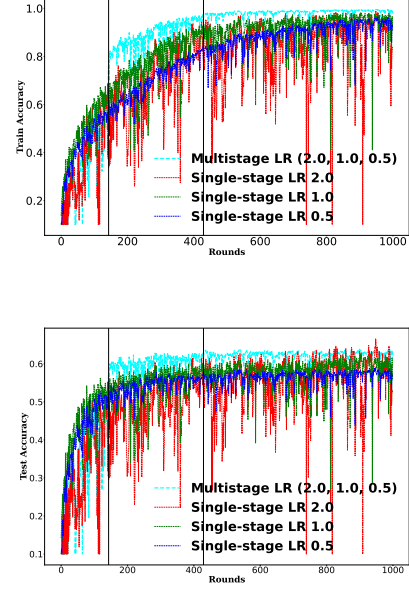 1.0
0.8
0.6
0.4
0.2
Train Accuracy
Multistage LR (2.0, 1.0, 0.5)
Single-stage LR 2.0
Single-stage LR 1.0
Single-stage LR 0.5
0 200 400 600 800 1000
Rounds
0.6
0.5
0.4
0.3
0.2
0.1
Test Accuracy
Multistage LR (2.0, 1.0, 0.5)
Single-stage LR 2.0
Single-stage LR 1.0
Single-stage LR 0.5
0 200 400 600 800 1000
Rounds